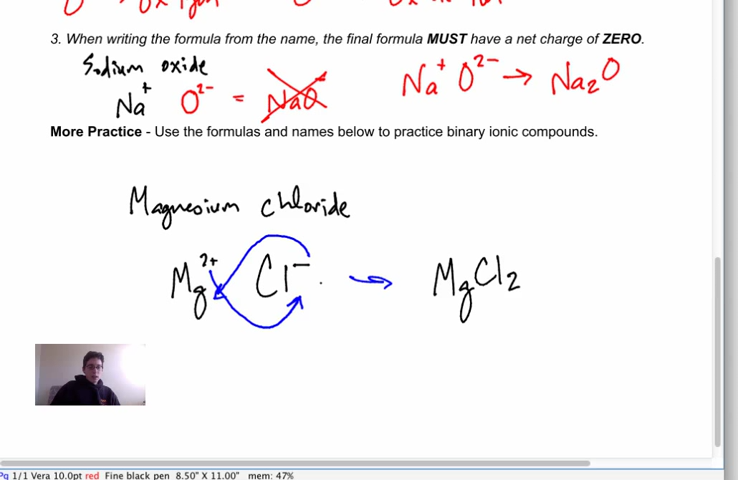 3. When writing the formula from the name, the final formula MUST have a net charge of ZERO.
Sodium oxide
Na⁺ O²⁻ = NaO Na⁺ O²⁻ → Na₂O
More Practice - Use the formulas and names below to practice binary ionic compounds.
Magnesium chloride
Mg²⁺ Cl⁻ → MgCl₂
Pg 1/1 Vera 10.0pt red Fine black pen 8.50" X 11.00" mem: 47%